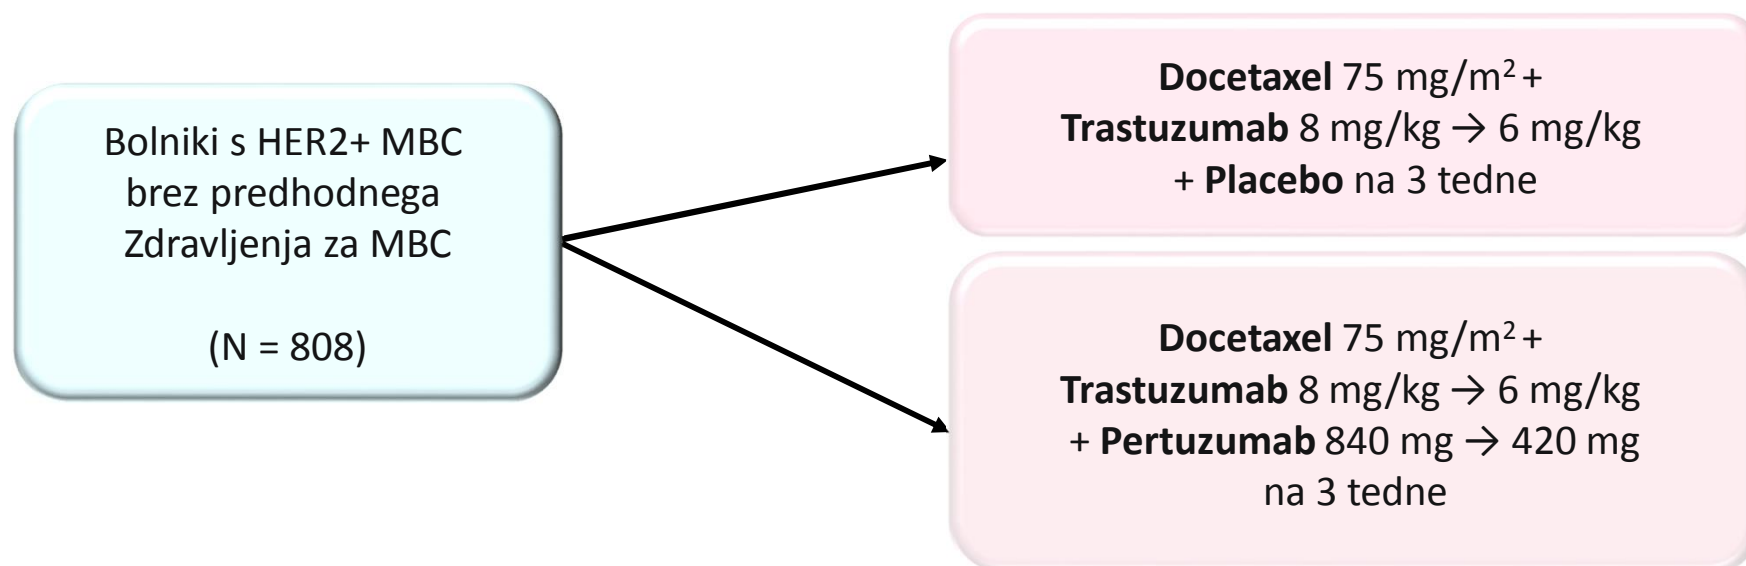 Bolniki s HER2+ MBC
brez predhodnega
Zdravljenja za MBC
(N = 808)
Docetaxel 75 mg/m² +
Trastuzumab 8 mg/kg → 6 mg/kg
+ Placebo na 3 tedne
Docetaxel 75 mg/m² +
Trastuzumab 8 mg/kg → 6 mg/kg
+ Pertuzumab 840 mg → 420 mg
na 3 tedne